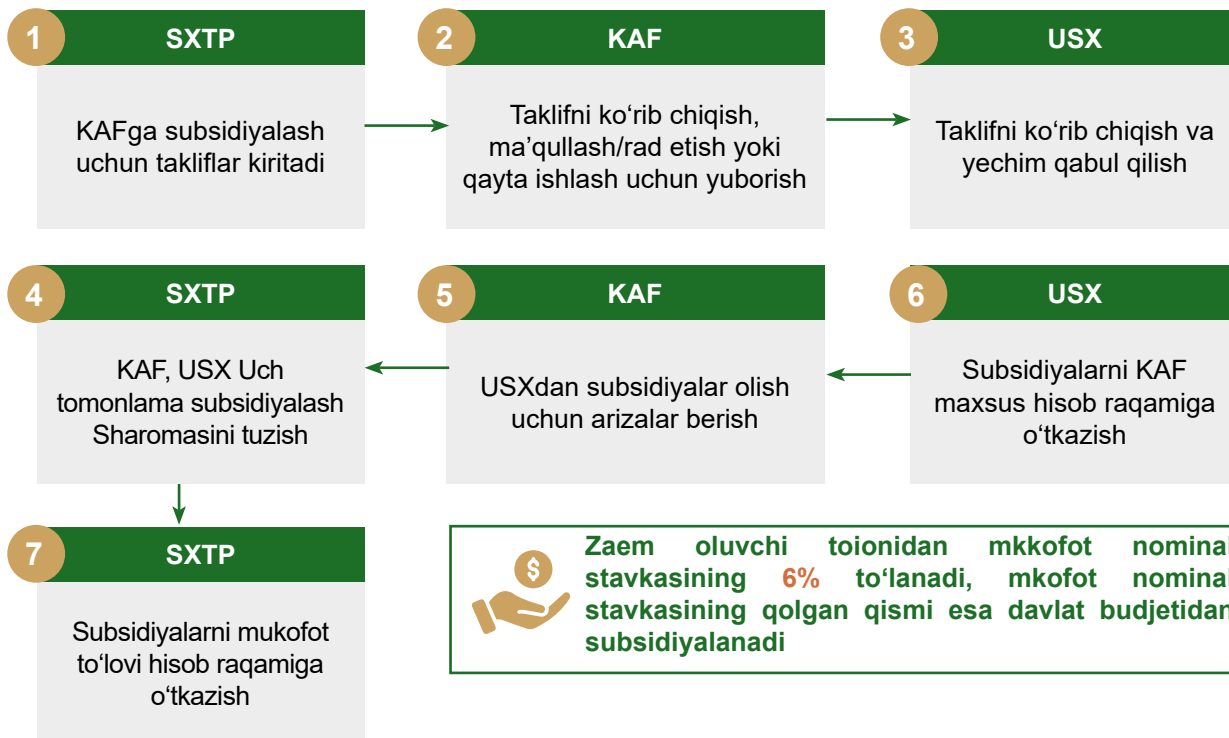 1
SXTP
KAFga subsidiyalash
uchun takliflar kiritadi
2
KAF
Taklifni ko‘rib chiqish,
ma’qullash/rad etish yoki
qayta ishlash uchun yuborish
3
USX
Taklifni ko‘rib chiqish va
yechim qabul qilish
4
SXTP
KAF, USX Uch
tomonlama subsidiyalash
Sharomasini tuzish
5
KAF
USXdan subsidiyalar olish
uchun arizalar berish
6
USX
Subsidiyalarni KAF
maxsus hisob raqamiga
o‘tkazish
7
SXTP
Subsidiyalarni mukofot
to‘lovi hisob raqamiga
o‘tkazish
$
Zaem oluvchi toionidan mkkofot nominal
stavkasining 6% to‘lanadi, mkofot nominal
stavkasining qolgan qismi esa davlat budjetidan
subsidiyalanadi